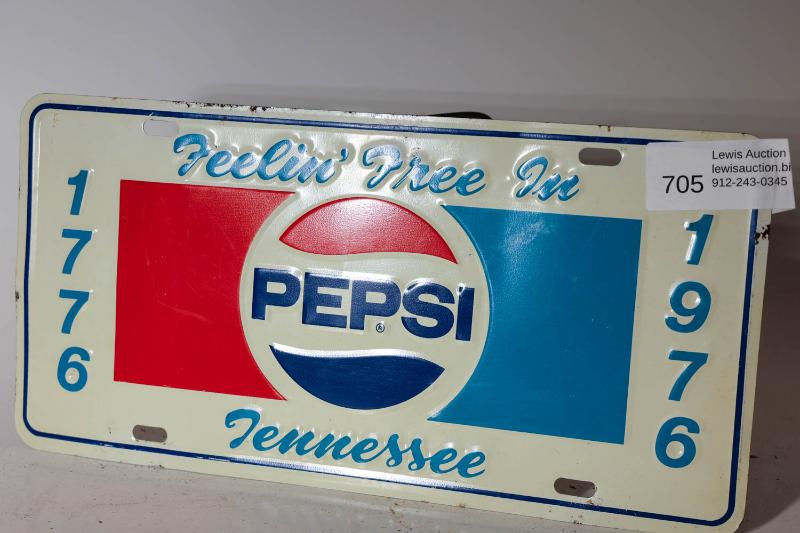 Feelin' Free In
1776
PEPSI
®
1976
Tennessee
705
Lewis Auction
lewisauction.bi
912-243-0345